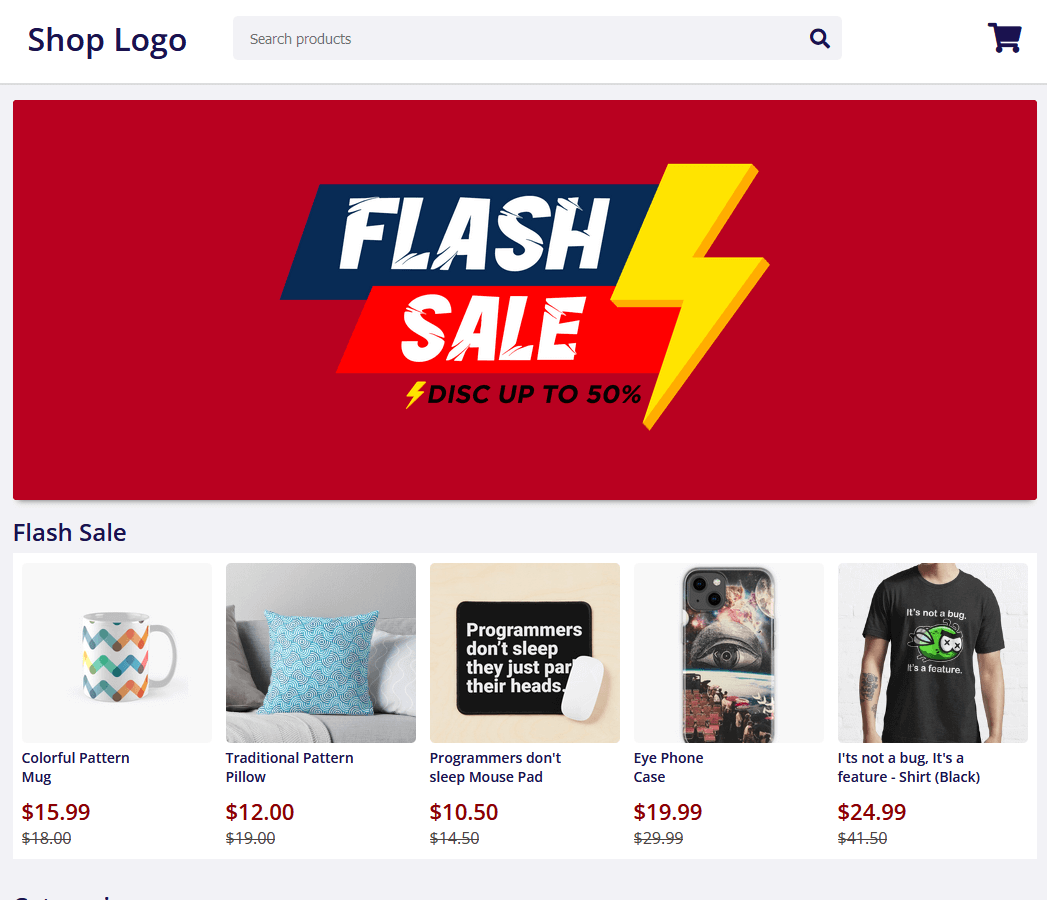 Shop Logo
Search products
FLASH
SALE
DISC UP TO 50%
Flash Sale
Programmers
don't sleep
they just
their heads.
It's not a bug.
It's a feature.
Colorful Pattern
Mug
Traditional Pattern
Pillow
Programmers don't
sleep Mouse Pad
Eye Phone
Case
I'ts not a bug, It's a
feature - Shirt (Black)
$15.99
$12.00
$10.50
$19.99
$24.99
$18.00
$19.00
$14.50
$29.99
$41.50